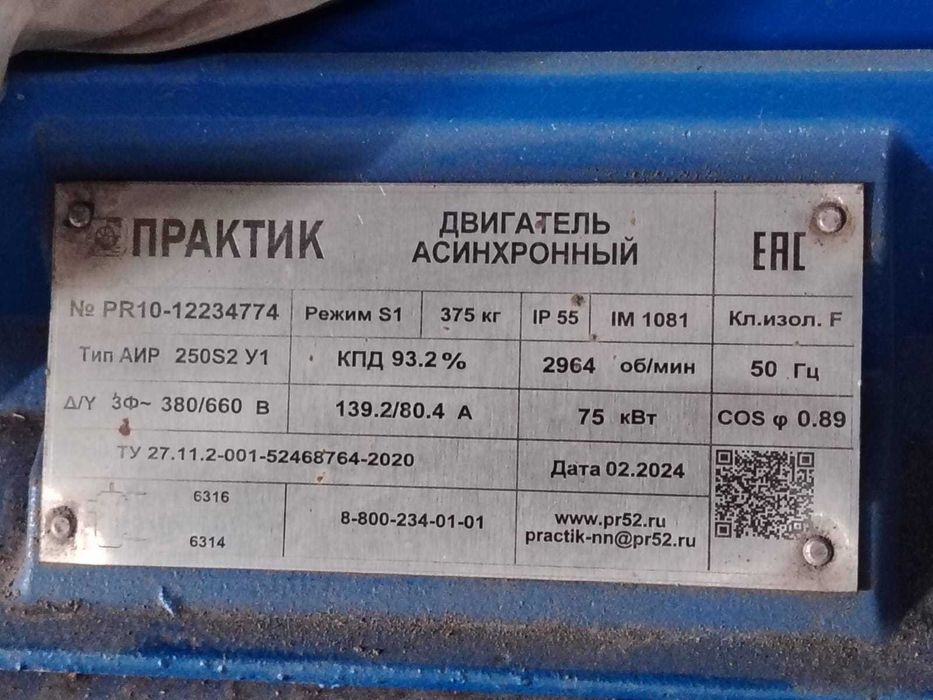 ПРАКТИК
ДВИГАТЕЛЬ
АСИНХРОННЫЙ
EAC
№ PR10-12234774 Режим S1 375 кг IP 55 IM 1081 Кл.изол. F
Тип АИР 250S2 У1 КПД 93.2 % 2964 об/мин 50 Гц
Δ/Y 3Ф~ 380/660 В 139.2/80.4 А 75 кВт COS φ 0.89
ТУ 27.11.2-001-52468764-2020 Дата 02.2024
6316
6314
8-800-234-01-01
www.pr52.ru
practik-nn@pr52.ru